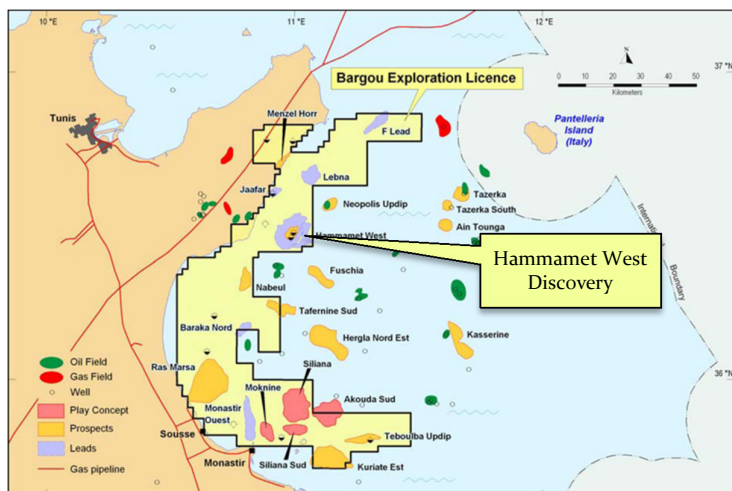 10 °E
11 °E
12 °E
37 °N
N
0 10 20 30 40 50
Kilometers
Bargou Exploration Licence
Tunis
Menzel Horr
F Lead
Pantelleria
Island
(Italy)
Lebna
Jaafar
Neopolis Updip
Tazerka
Tazerka South
Ain Tounga
Hammamet West
Hammamet West
Discovery
International
Boundary
Fuschia
Nabeul
Tafernine Sud
Baraka Nord
Hergla Nord Est
Kasserine
36 °N
Ras Marsa
Siliana
Moknine
Akouda Sud
Monastir
Ouest
Sousse
Teboulba Updip
Monastir
Siliana Sud
Kuriate Est
Oil Field
Gas Field
Well
Play Concept
Prospects
Leads
Gas pipeline